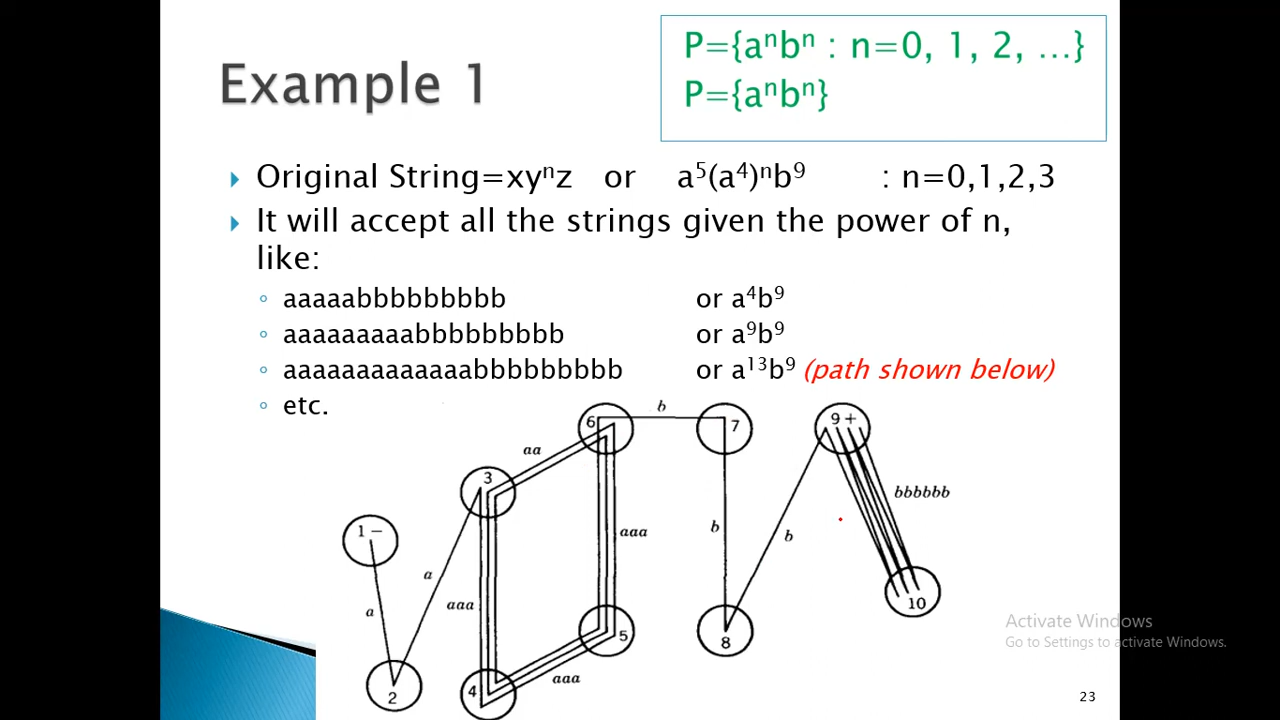 Example 1
P={aⁿbⁿ : n=0, 1, 2, ...}
P={aⁿbⁿ}
Original String=xyⁿz or a⁵(a⁴)ⁿb⁹ : n=0,1,2,3
It will accept all the strings given the power of n,
like:
aaaaabbbbbbbbb or a⁴b⁹
aaaaaaaaabbbbbbbbb or a⁹b⁹
aaaaaaaaaaaaabbbbbbbbb or a¹³b⁹ (path shown below)
etc.
1 −
a
2
a
3
aaa
4
aa
6
aaa
5
aaa
b
7
b
8
b
9 +
bbbbbb
10
Activate Windows
Go to Settings to activate Windows.
23